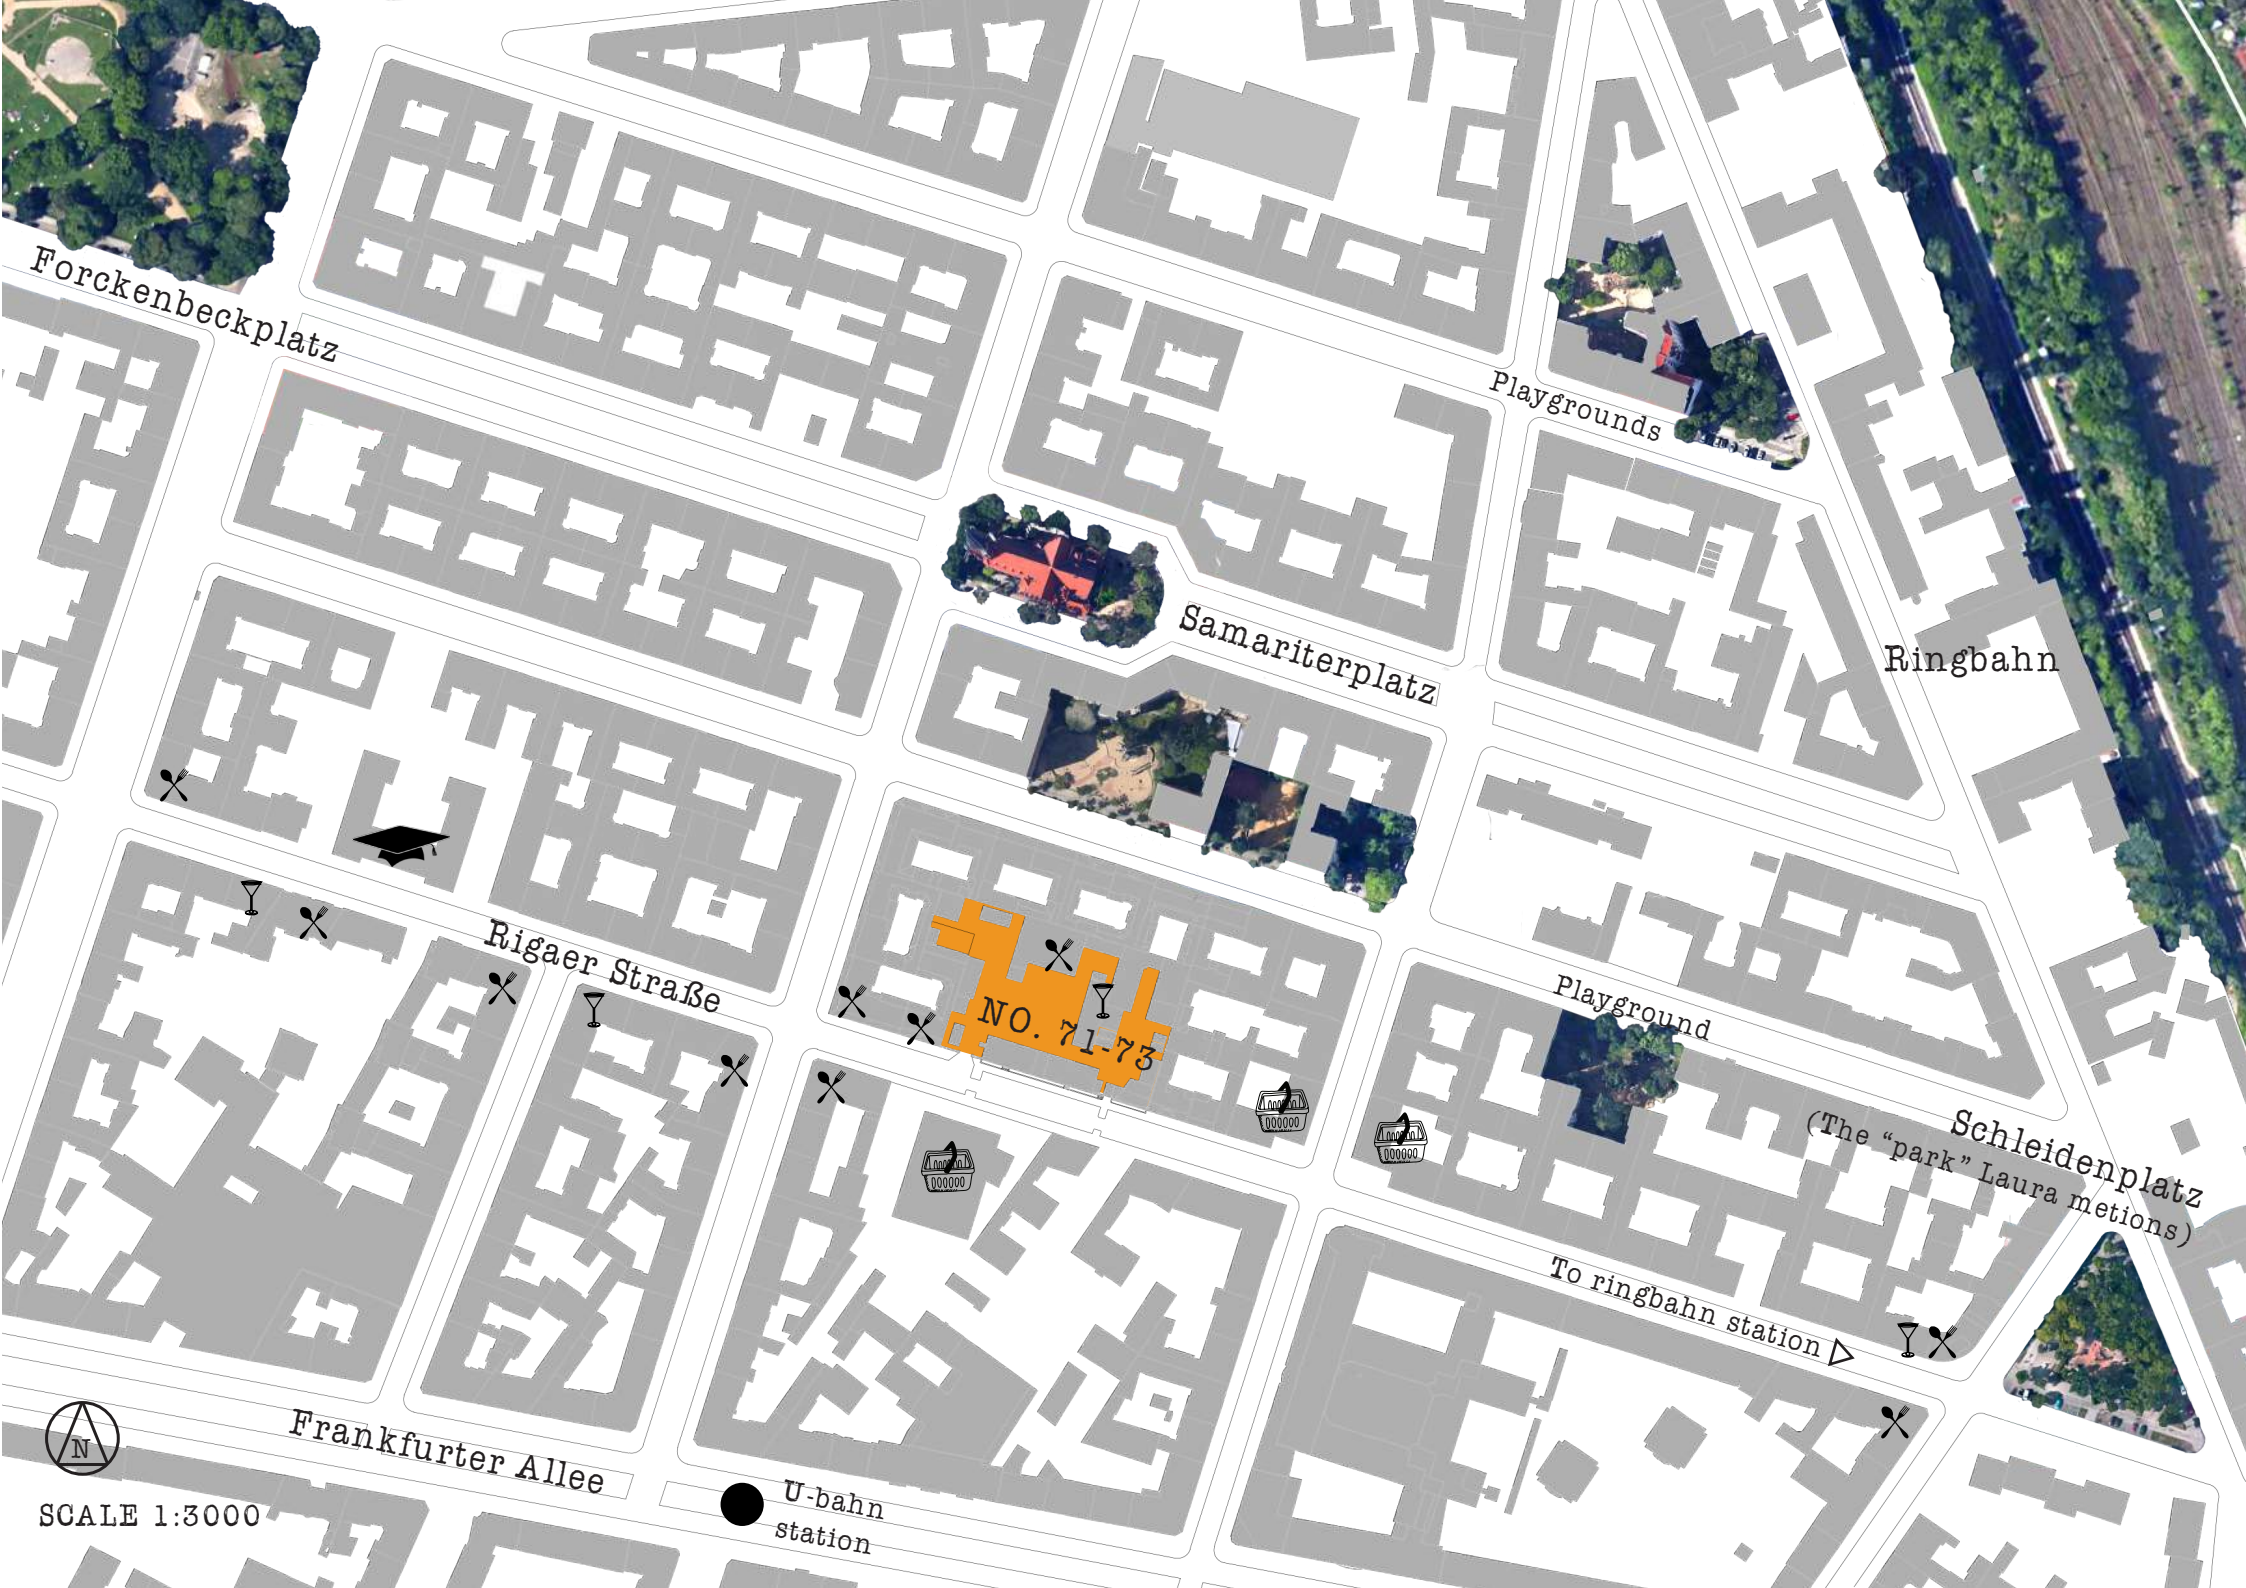 Forckenbeckplatz
Playgrounds
Samariterplatz
Ringbahn
Rigaer Straße
NO. 71-73
Playground
Schleidenplatz
(The “park” Laura metions)
To ringbahn station
Frankfurter Allee
U-bahn
station
N
SCALE 1:3000